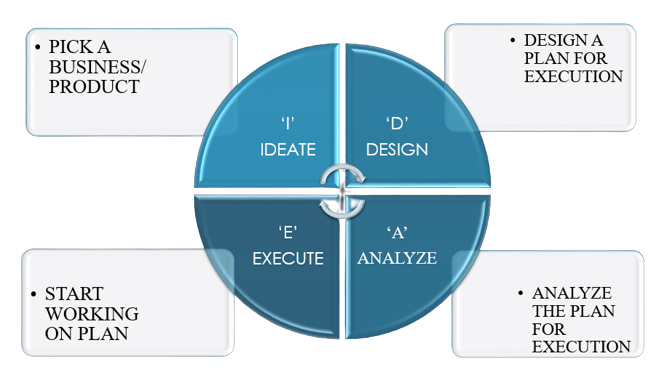 • PICK A
BUSINESS/
PRODUCT
• DESIGN A
PLAN FOR
EXECUTION
‘I’
IDEATE
‘D’
DESIGN
‘E’
EXECUTE
‘A’
ANALYZE
• START
WORKING
ON PLAN
• ANALYZE
THE PLAN
FOR
EXECUTION